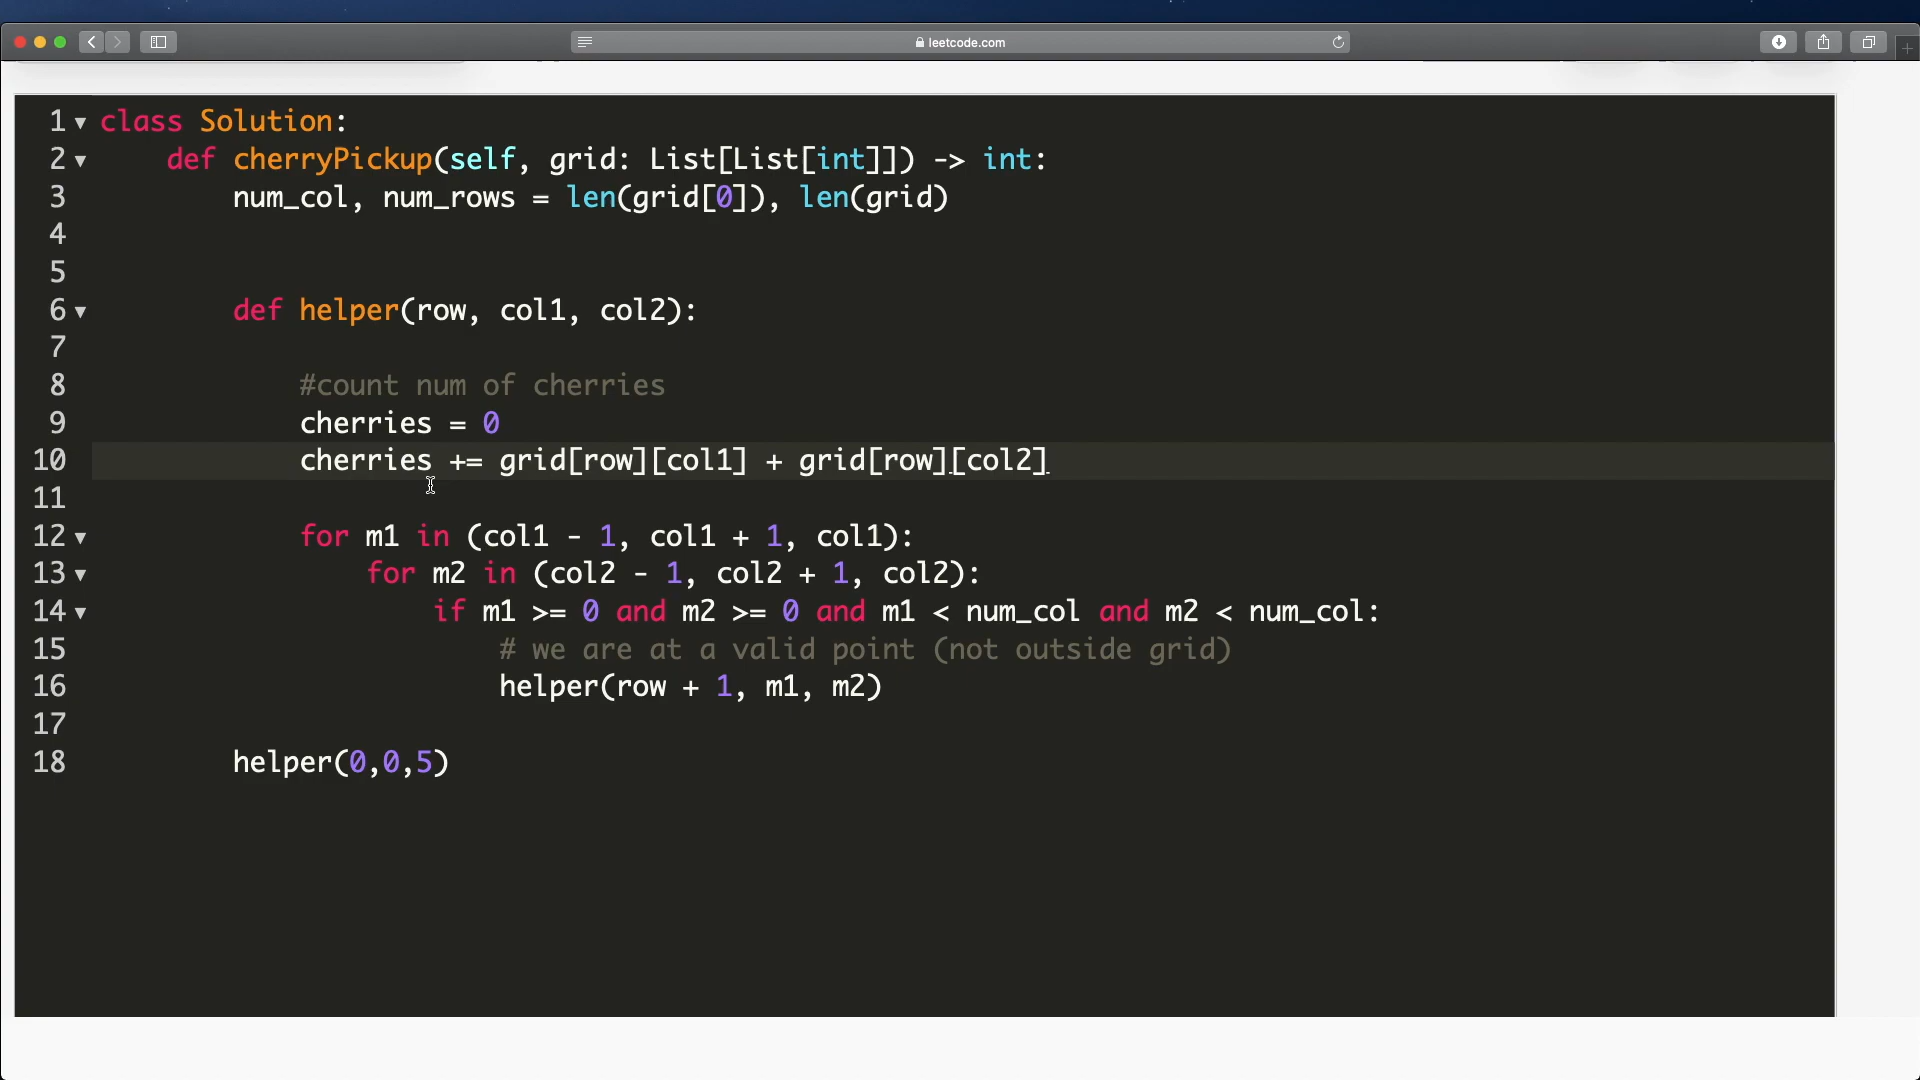 leetcode.com
1 class Solution:
2 def cherryPickup(self, grid: List[List[int]]) -> int:
3 num_col, num_rows = len(grid[0]), len(grid)
4
5
6 def helper(row, col1, col2):
7
8 #count num of cherries
9 cherries = 0
10 cherries += grid[row][col1] + grid[row][col2]
11
12 for m1 in (col1 - 1, col1 + 1, col1):
13 for m2 in (col2 - 1, col2 + 1, col2):
14 if m1 >= 0 and m2 >= 0 and m1 < num_col and m2 < num_col:
15 # we are at a valid point (not outside grid)
16 helper(row + 1, m1, m2)
17
18 helper(0,0,5)